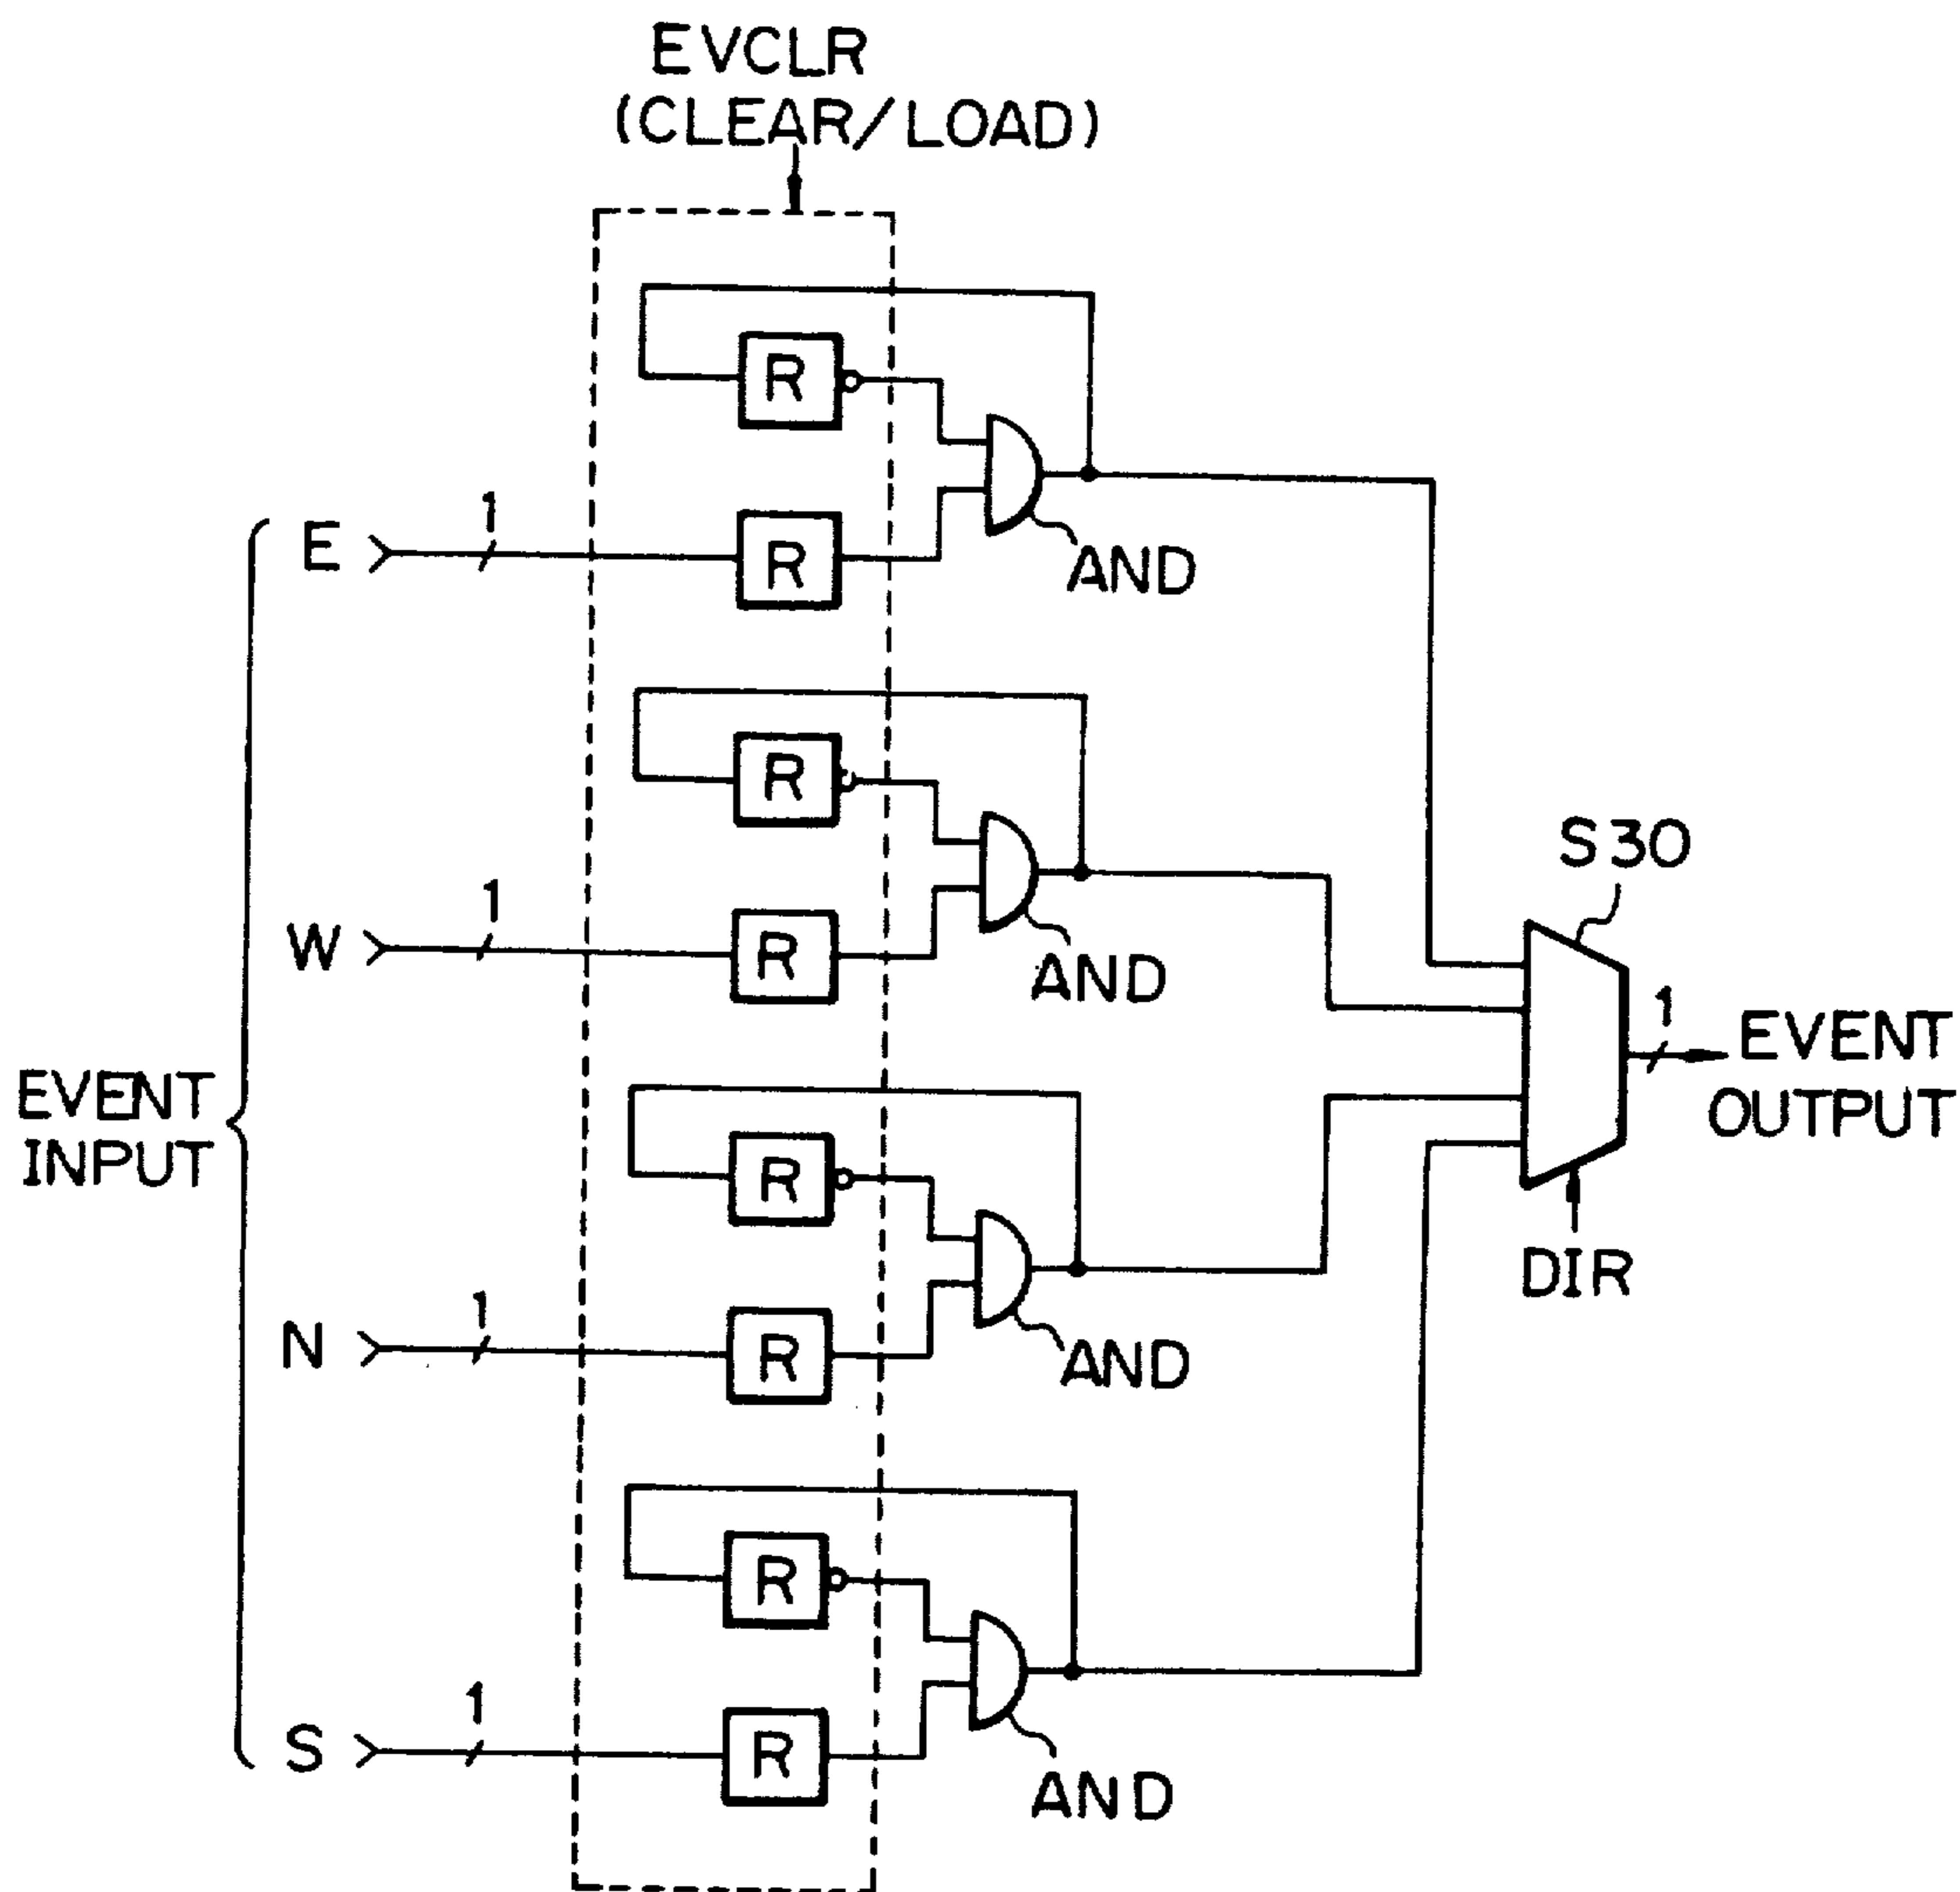 EVCLR
(CLEAR/LOAD)
R
E
1
R
AND
R
W
1
R
AND
S30
1
EVENT
OUTPUT
EVENT
INPUT
R
DIR
N
1
R
AND
R
S
1
R
AND